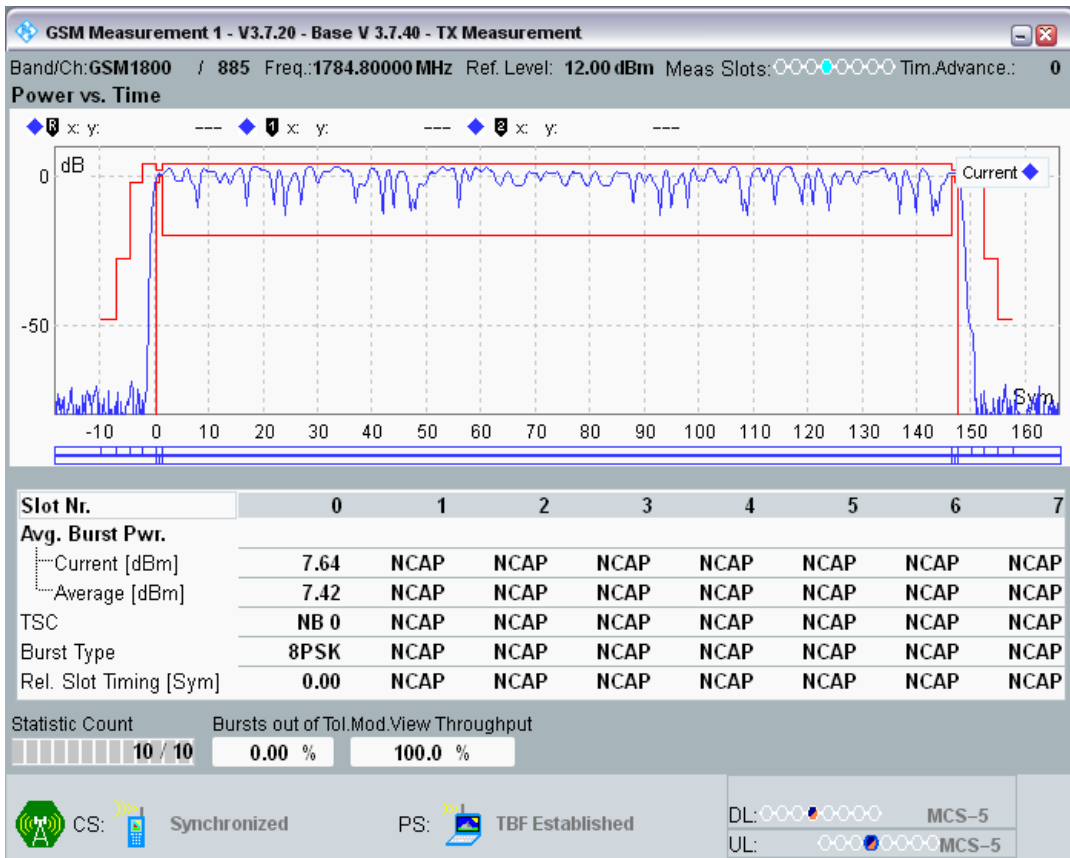 GSM Measurement 1 - V3.7.20 - Base V 3.7.40 - TX Measurement
Band/Ch:GSM1800 / 885 Freq.:1784.80000 MHz Ref. Level: 12.00 dBm Meas Slots: Tim.Advance.: 0
Power vs. Time
R x: y: --- 1 x: y: --- 2 x: y: ---
dB
0
Current
-50
Sym
-10 0 10 20 30 40 50 60 70 80 90 100 110 120 130 140 150 160
Slot Nr. 0 1 2 3 4 5 6 7
Avg. Burst Pwr.
Current [dBm] 7.64 NCAP NCAP NCAP NCAP NCAP NCAP NCAP
Average [dBm] 7.42 NCAP NCAP NCAP NCAP NCAP NCAP NCAP
TSC NB 0 NCAP NCAP NCAP NCAP NCAP NCAP NCAP
Burst Type 8PSK NCAP NCAP NCAP NCAP NCAP NCAP NCAP
Rel. Slot Timing [Sym] 0.00 NCAP NCAP NCAP NCAP NCAP NCAP NCAP
Statistic Count Bursts out of Tol.Mod.View Throughput
10 / 10 0.00 % 100.0 %
CS: Synchronized PS: TBF Established
DL: MCS-5
UL: MCS-5